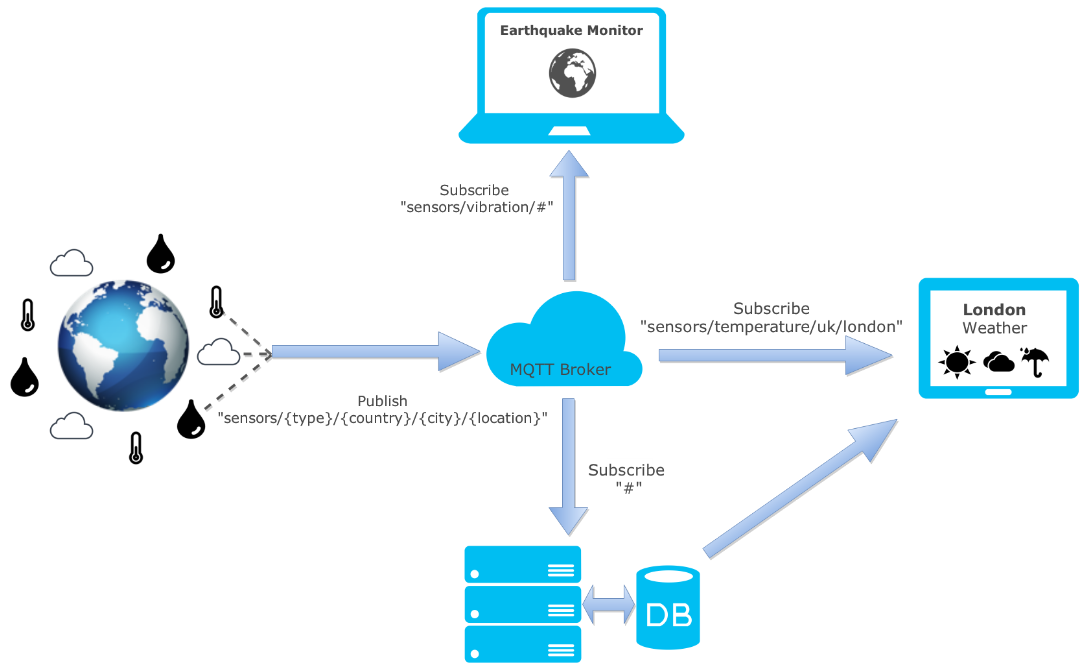 Earthquake Monitor
Subscribe
"sensors/vibration/#"
Subscribe
"sensors/temperature/uk/london"
London
Weather
MQTT Broker
Publish
"sensors/{type}/{country}/{city}/{location}"
Subscribe
"#"
DB